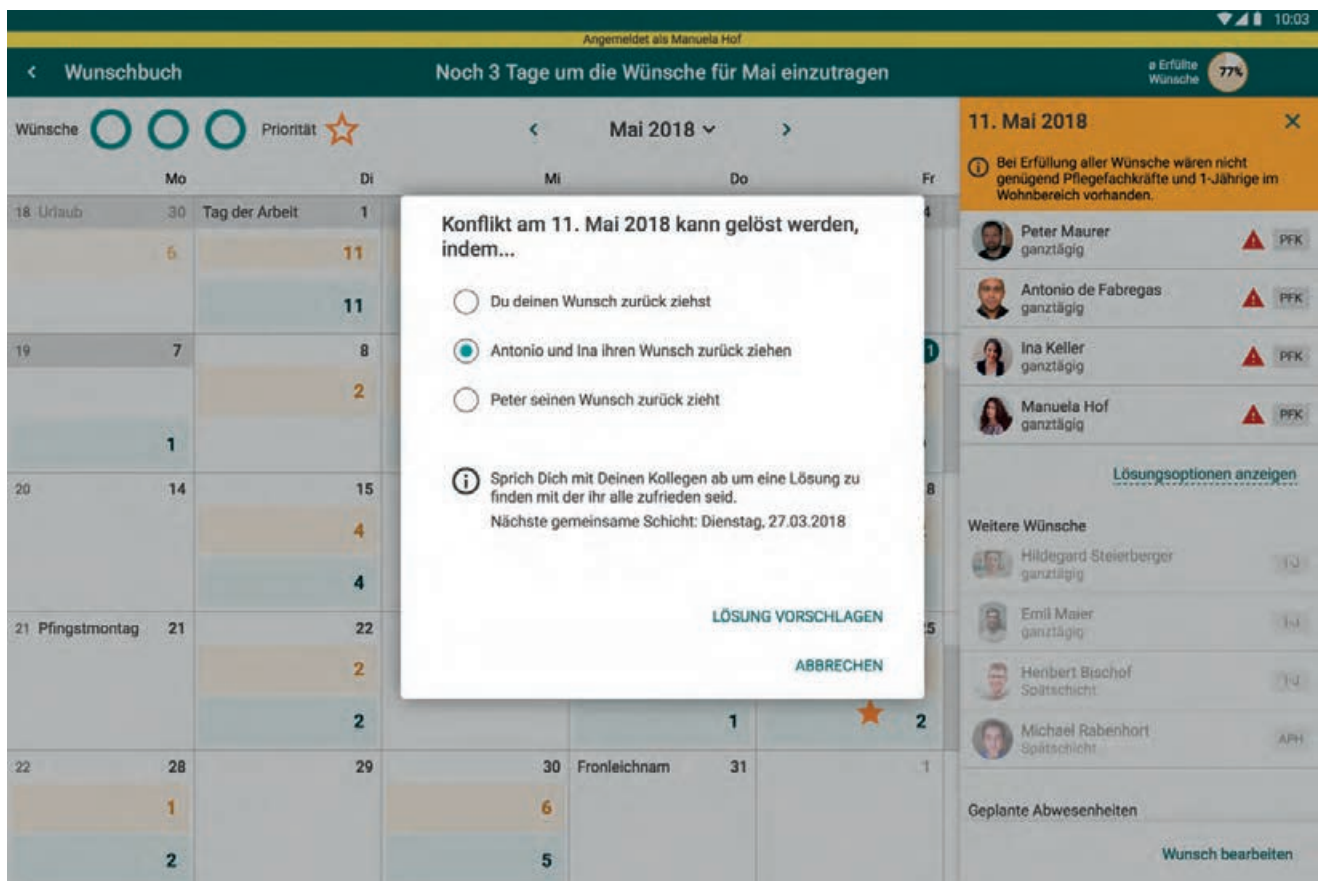 10:03
Angemeldet als Manuela Hof
Wunschbuch
Noch 3 Tage um die Wünsche für Mai einzutragen
ø Erfüllte
Wünsche
77%
Wünsche
Priorität
Mai 2018
Mo
Di
Mi
Do
Fr
18 Urlaub 30 Tag der Arbeit 1 4
6 11
11
19 7 8
2
1
20 14 15 8
4
4
21 Pfingstmontag 21 22 25
2
2 1 2
22 28 29 30 Fronleichnam 31 1
1 6
2 5
Konflikt am 11. Mai 2018 kann gelöst werden,
indem...
Du deinen Wunsch zurück ziehst
Antonio und Ina ihren Wunsch zurück ziehen
Peter seinen Wunsch zurück zieht
Sprich Dich mit Deinen Kollegen ab um eine Lösung zu
finden mit der ihr alle zufrieden seid.
Nächste gemeinsame Schicht: Dienstag, 27.03.2018
LÖSUNG VORSCHLAGEN
ABBRECHEN
11. Mai 2018
Bei Erfüllung aller Wünsche wären nicht
genügend Pflegefachkräfte und 1-Jährige im
Wohnbereich vorhanden.
Peter Maurer
ganztägig
PFK
Antonio de Fabregas
ganztägig
PFK
Ina Keller
ganztägig
PFK
Manuela Hof
ganztägig
PFK
Lösungsoptionen anzeigen
Weitere Wünsche
Hildegard Steierberger
ganztägig
1-J
Emil Maier
ganztägig
1-J
Heribert Bischof
Spätschicht
1-J
Michael Rabenhort
Spätschicht
APH
Geplante Abwesenheiten
Wunsch bearbeiten